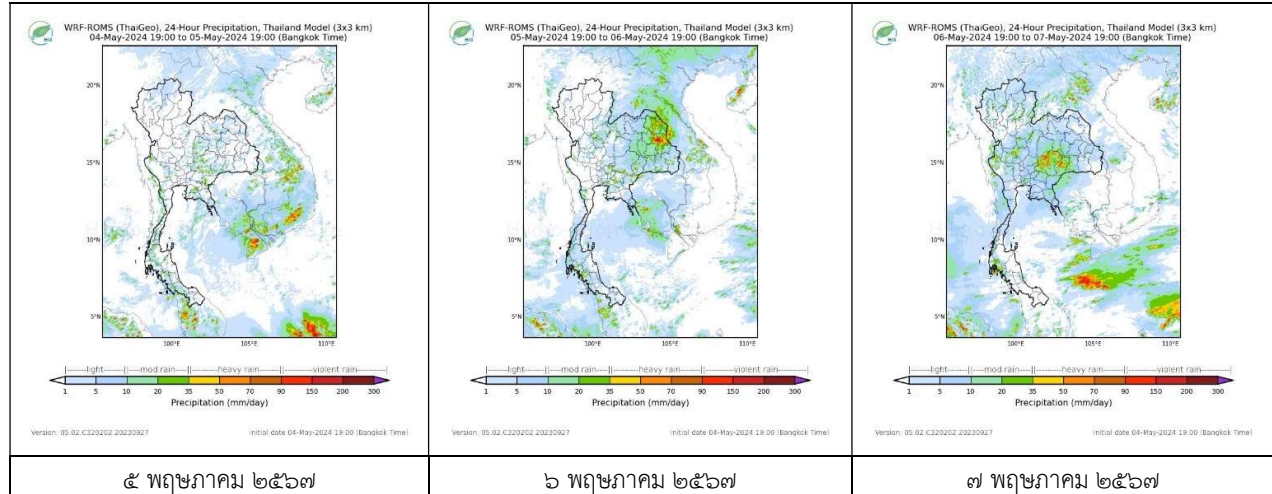 WRF-ROMS (ThaiGeo), 24-Hour Precipitation, Thailand Model (3x3 km)
04-May-2024 19:00 to 05-May-2024 19:00 (Bangkok Time)
20°N
15°N
10°N
5°N
100°E 105°E 110°E
|--------light--------||----mod rain----||--------heavy rain--------||------violent rain------|
1 5 10 20 35 50 70 90 150 200 300
Precipitation (mm/day)
Version: 05.02.C320202 20230927 Initial date 04-May-2024 19:00 (Bangkok Time)
๕ พฤษภาคม ๒๕๖๗
WRF-ROMS (ThaiGeo), 24-Hour Precipitation, Thailand Model (3x3 km)
05-May-2024 19:00 to 06-May-2024 19:00 (Bangkok Time)
20°N
15°N
10°N
5°N
100°E 105°E 110°E
|--------light--------||----mod rain----||--------heavy rain--------||------violent rain------|
1 5 10 20 35 50 70 90 150 200 300
Precipitation (mm/day)
Version: 05.02.C320202 20230927 Initial date 04-May-2024 19:00 (Bangkok Time)
๖ พฤษภาคม ๒๕๖๗
WRF-ROMS (ThaiGeo), 24-Hour Precipitation, Thailand Model (3x3 km)
06-May-2024 19:00 to 07-May-2024 19:00 (Bangkok Time)
20°N
15°N
10°N
5°N
100°E 105°E 110°E
|--------light--------||----mod rain----||--------heavy rain--------||------violent rain------|
1 5 10 20 35 50 70 90 150 200 300
Precipitation (mm/day)
Version: 05.02.C320202 20230927 Initial date 04-May-2024 19:00 (Bangkok Time)
๗ พฤษภาคม ๒๕๖๗